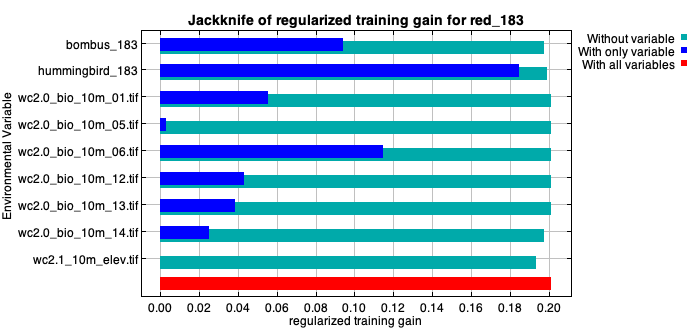 Jackknife of regularized training gain for red_183
Environmental Variable
bombus_183
hummingbird_183
wc2.0_bio_10m_01.tif
wc2.0_bio_10m_05.tif
wc2.0_bio_10m_06.tif
wc2.0_bio_10m_12.tif
wc2.0_bio_10m_13.tif
wc2.0_bio_10m_14.tif
wc2.1_10m_elev.tif
Without variable
With only variable
With all variables
0.00 0.02 0.04 0.06 0.08 0.10 0.12 0.14 0.16 0.18 0.20
regularized training gain